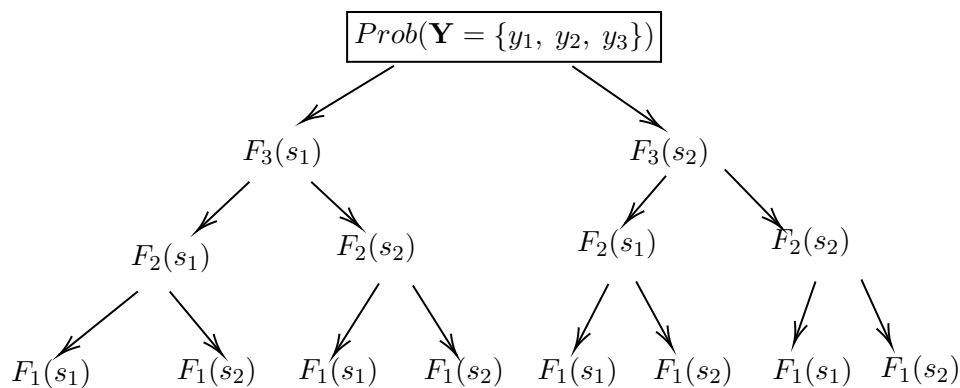 Prob(Y = {y₁, y₂, y₃})
F₃(s₁) F₃(s₂)
F₂(s₁) F₂(s₂) F₂(s₁) F₂(s₂)
F₁(s₁) F₁(s₂) F₁(s₁) F₁(s₂) F₁(s₁) F₁(s₂) F₁(s₁) F₁(s₂)